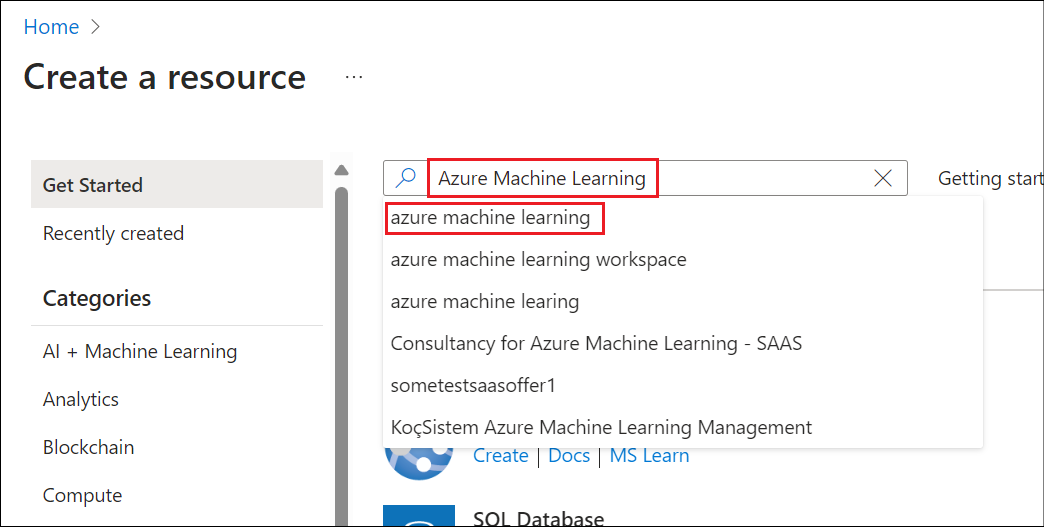 Home >
Create a resource ...
Get Started
Recently created
Categories
AI + Machine Learning
Analytics
Blockchain
Compute
Azure Machine Learning
Getting start
azure machine learning
azure machine learning workspace
azure machine learing
Consultancy for Azure Machine Learning - SAAS
sometestsaasoffer1
KoçSistem Azure Machine Learning Management
Create | Docs | MS Learn
SQL Database